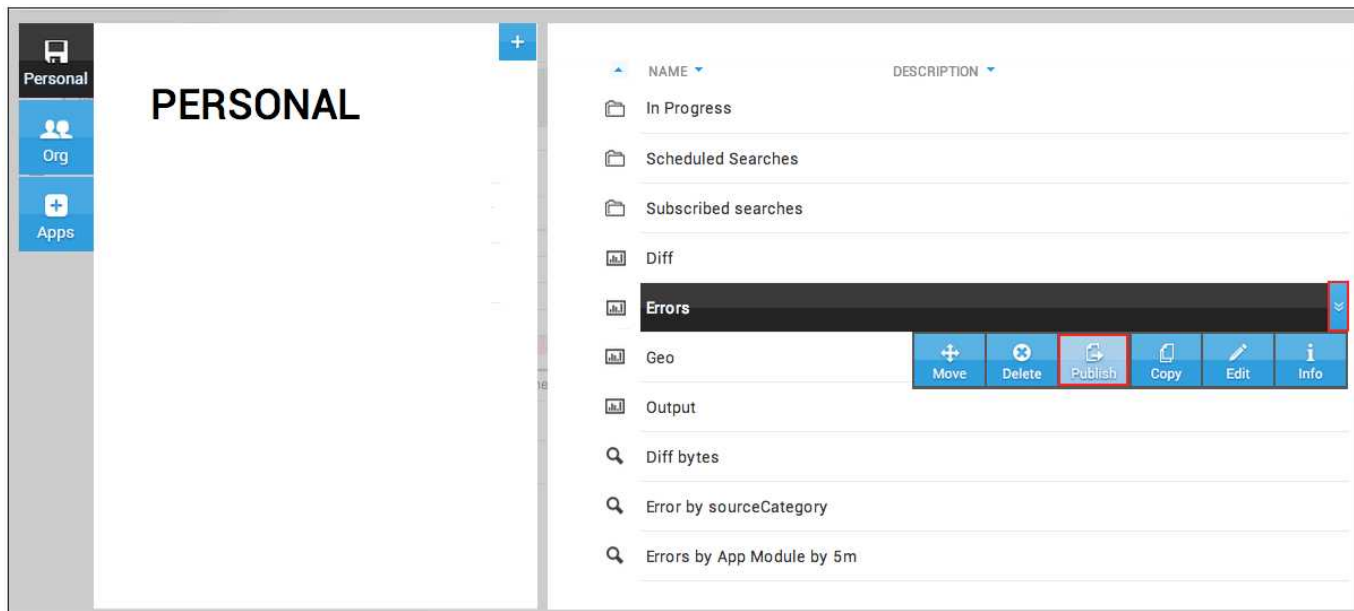 Personal
Org
Apps
+
PERSONAL
NAME DESCRIPTION
In Progress
Scheduled Searches
Subscribed searches
Diff
Errors
Geo
Move Delete Publish Copy Edit Info
Output
Diff bytes
Error by sourceCategory
Errors by App Module by 5m